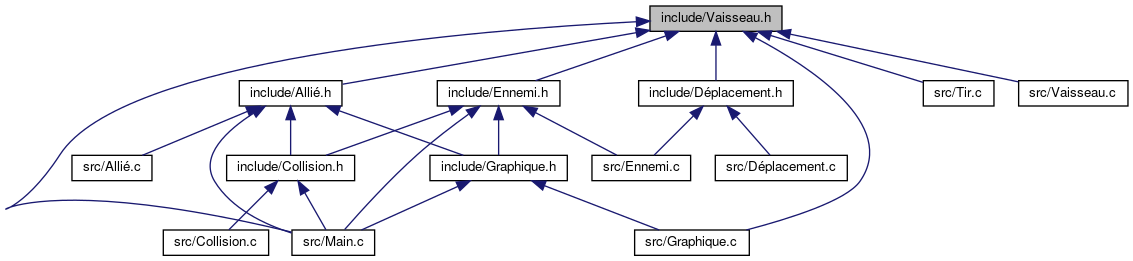 include/Vaisseau.h
include/Allié.h
include/Ennemi.h
include/Déplacement.h
src/Tir.c
src/Vaisseau.c
src/Allié.c
include/Collision.h
include/Graphique.h
src/Ennemi.c
src/Déplacement.c
src/Collision.c
src/Main.c
src/Graphique.c